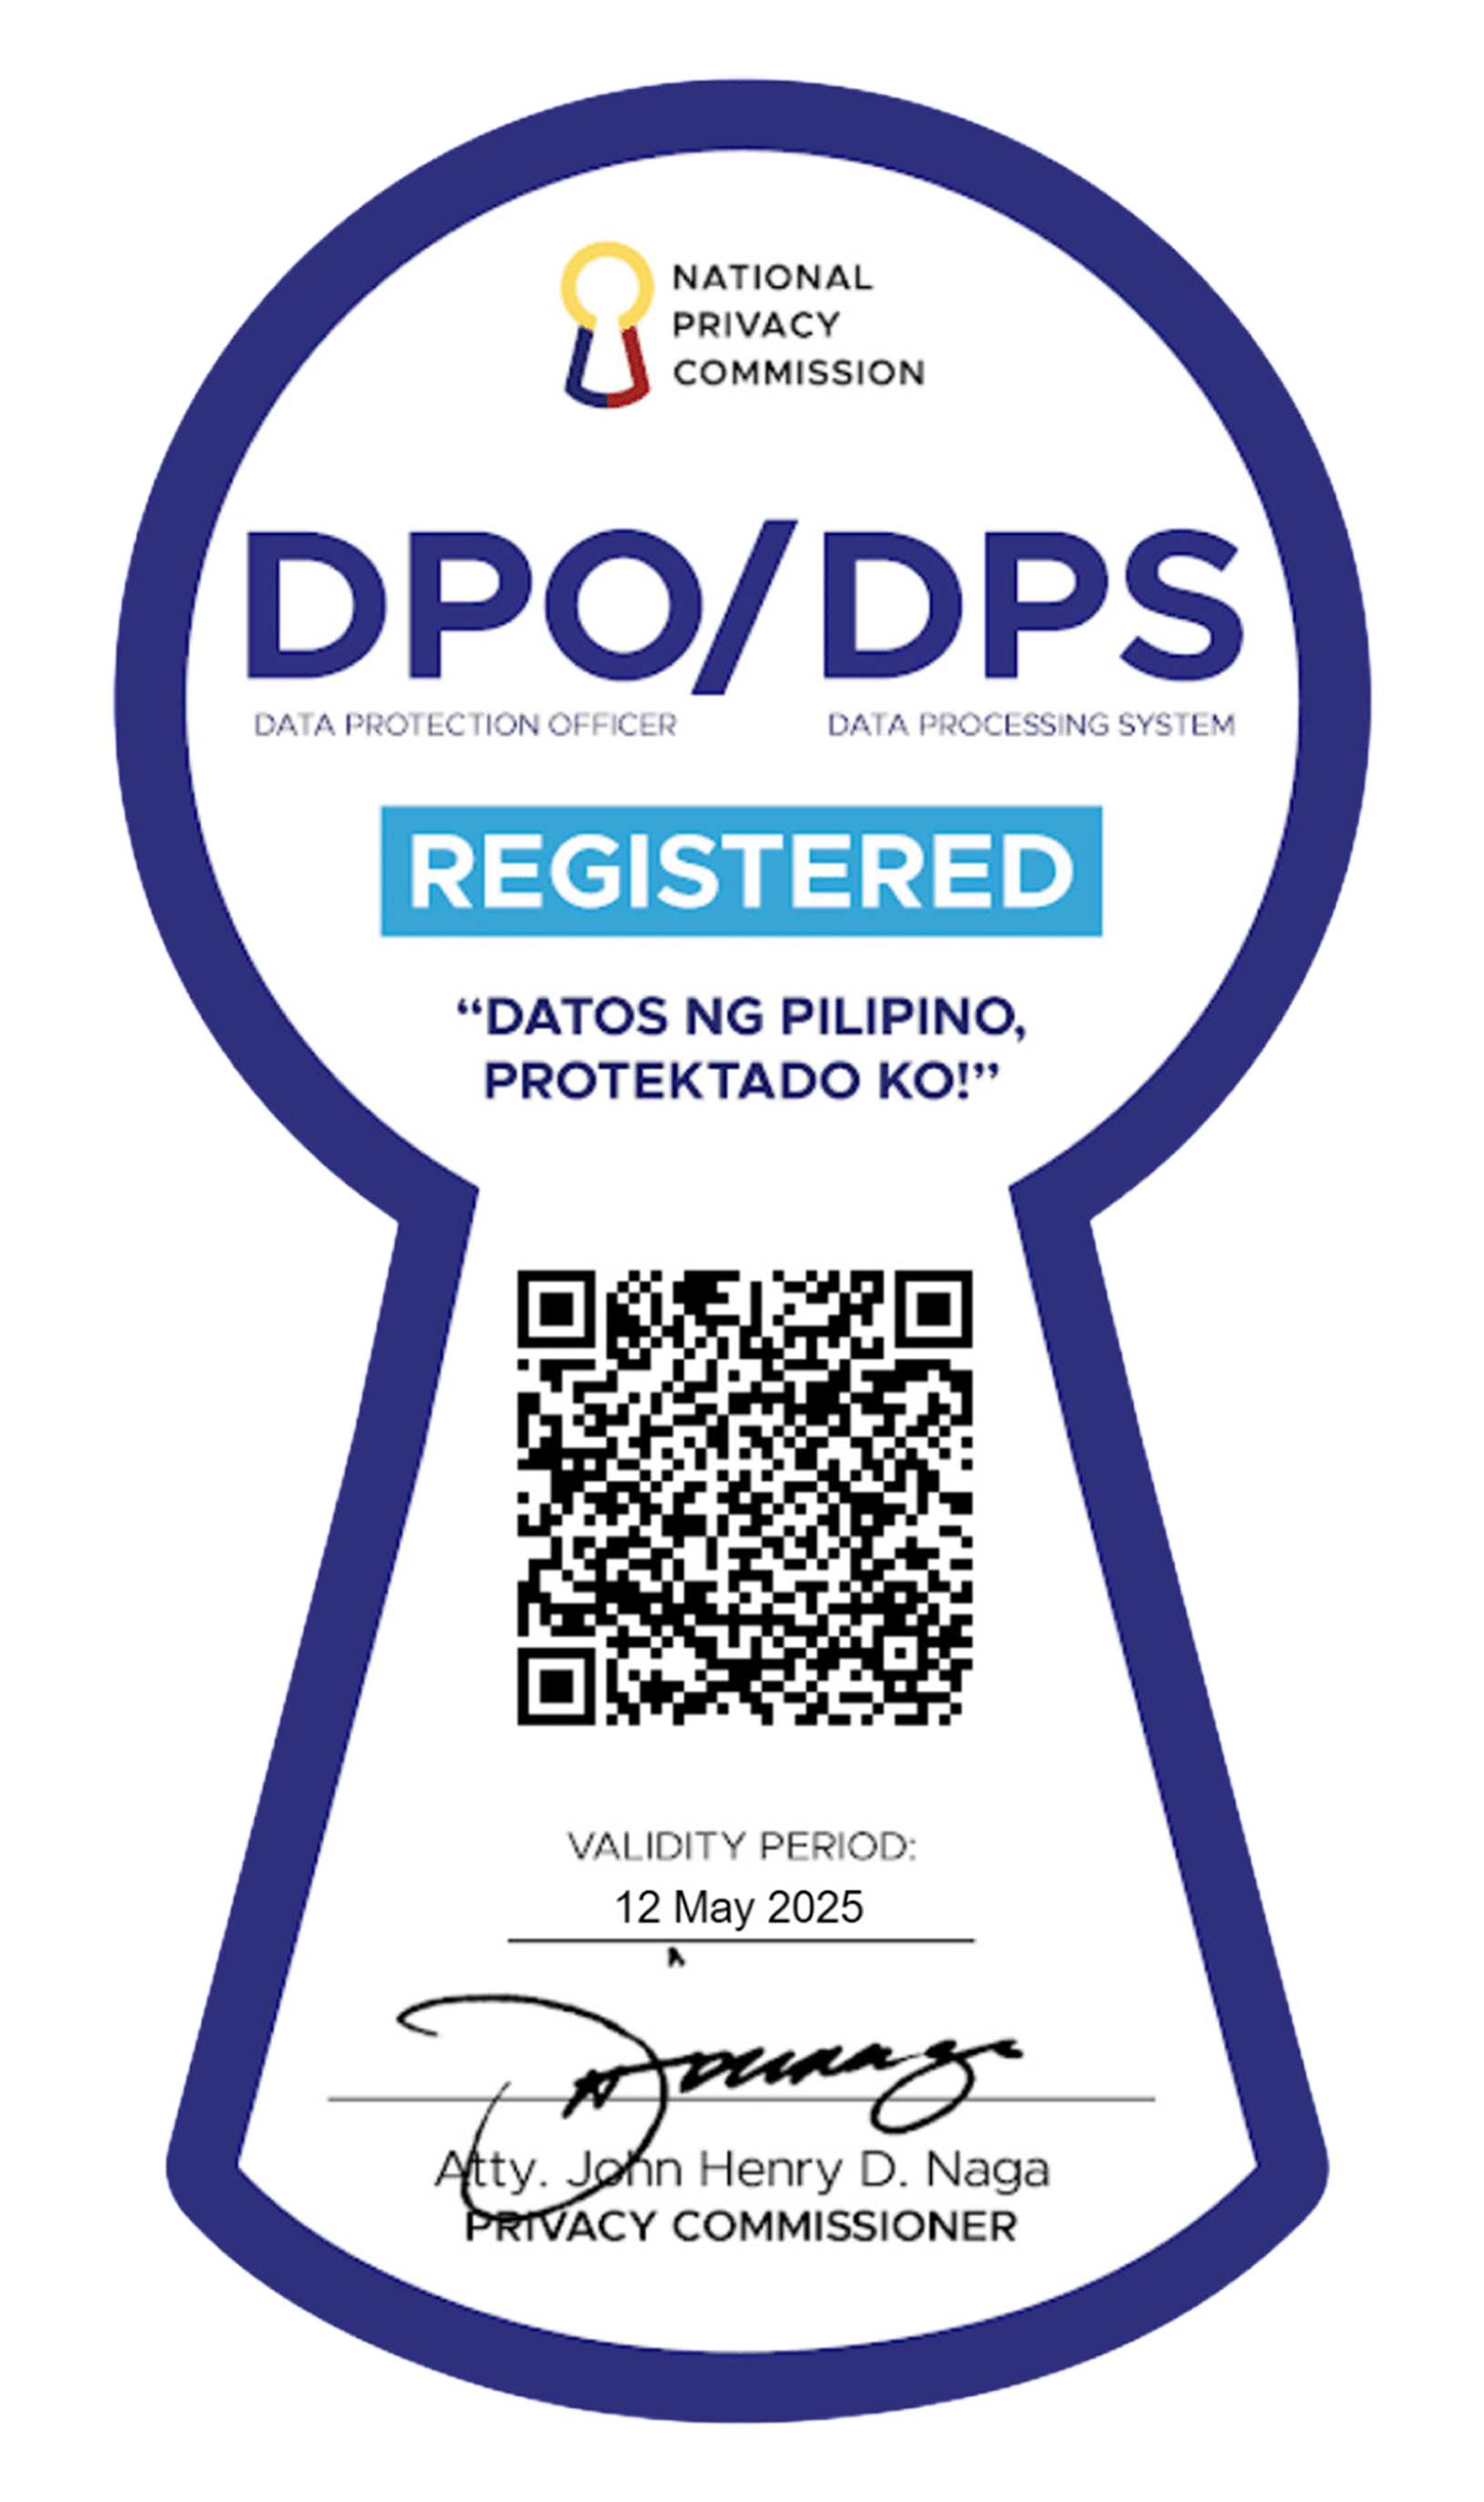 NATIONAL
PRIVACY
COMMISSION
DPO/DPS
DATA PROTECTION OFFICER DATA PROCESSING SYSTEM
REGISTERED
“DATOS NG PILIPINO,
PROTEKTADO KO!”
VALIDITY PERIOD:
12 May 2025
Atty. John Henry D. Naga
PRIVACY COMMISSIONER